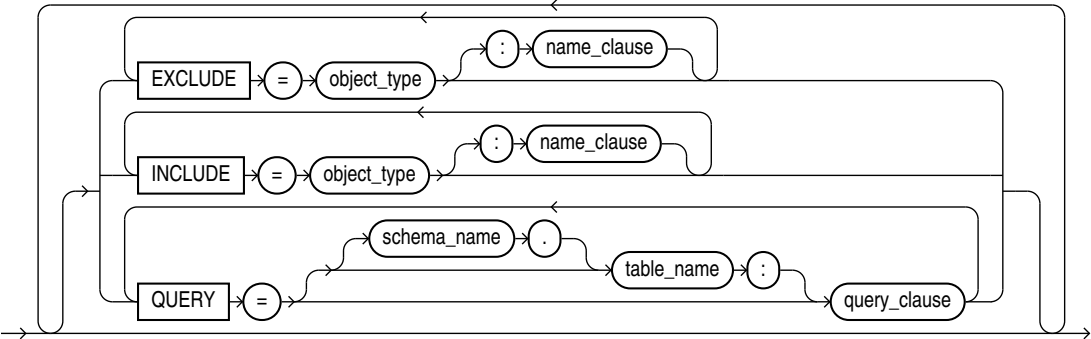 EXCLUDE = object_type : name_clause
INCLUDE = object_type : name_clause
QUERY = schema_name . table_name : query_clause